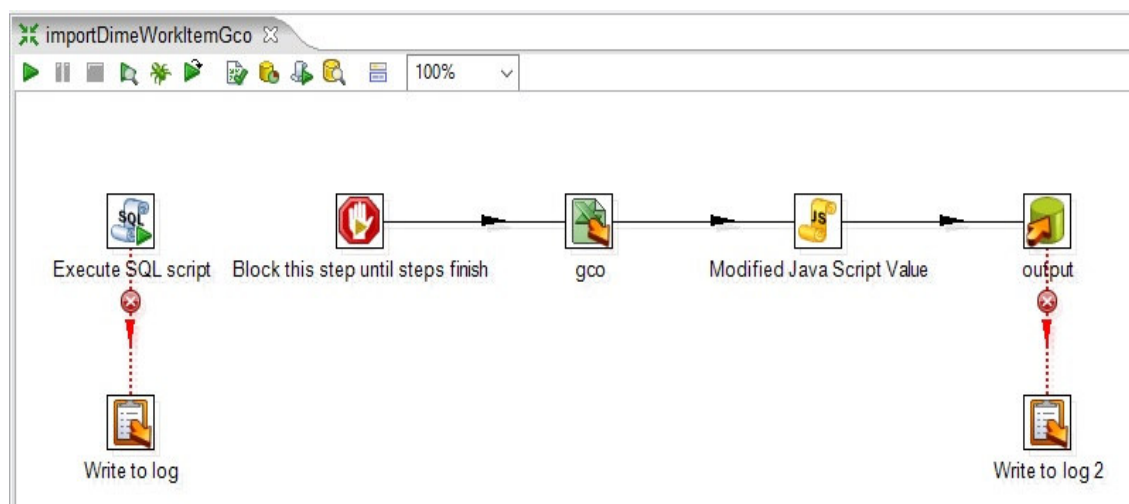 importDimeWorkItemGco
100%
SQL
JS
Execute SQL script
Block this step until steps finish
gco
Modified Java Script Value
output
Write to log
Write to log 2